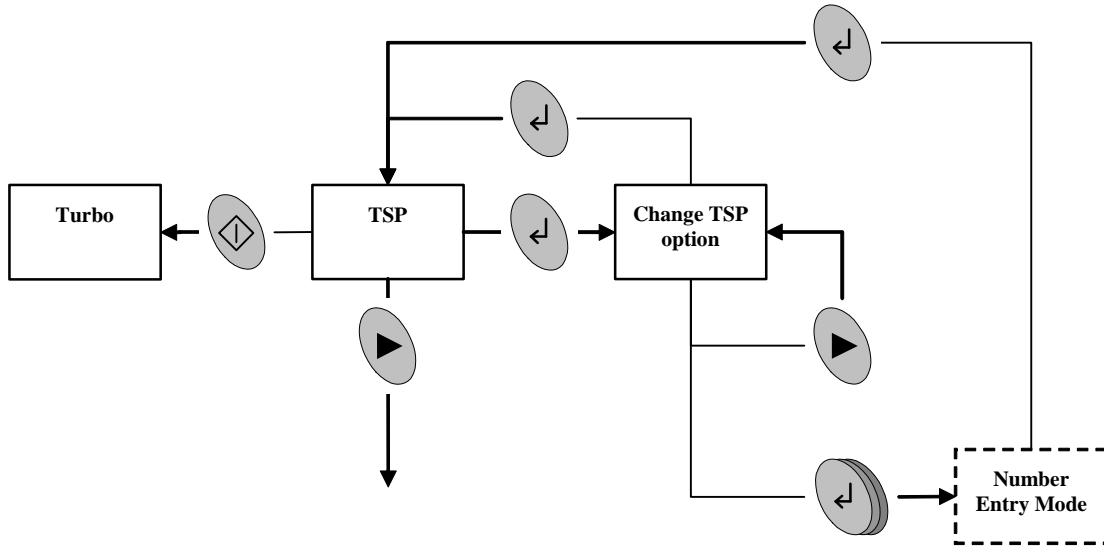 Turbo
TSP
Change TSP
option
Number
Entry Mode